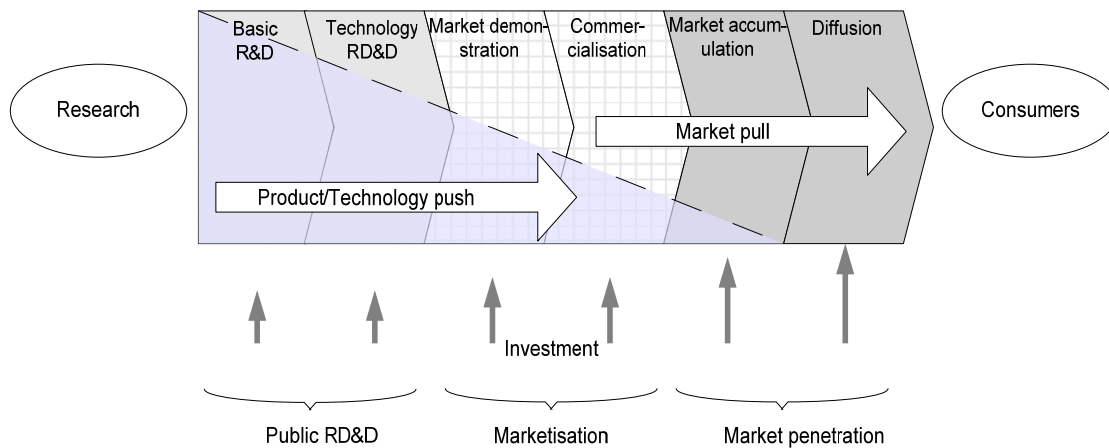 Basic
R&D
Technology
RD&D
Market demon-
stration
Commer-
cialisation
Market accum-
ulation
Diffusion
Research
Consumers
Market pull
Product/Technology push
Investment
Public RD&D
Marketisation
Market penetration